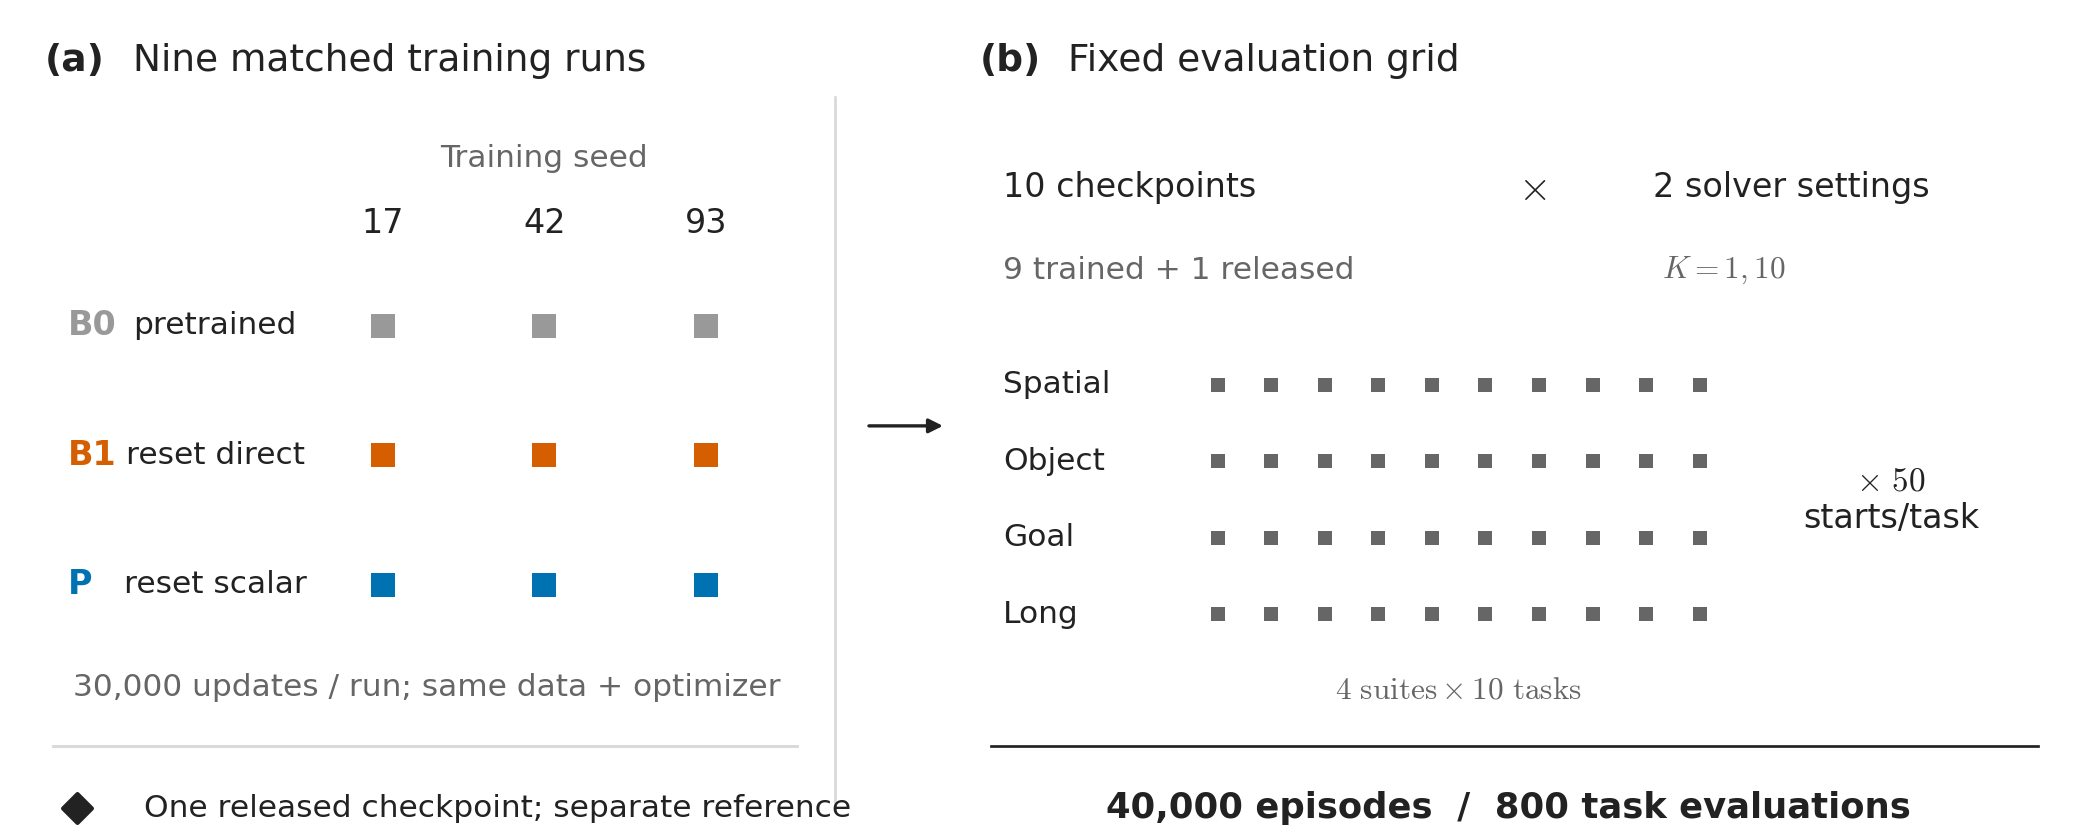 (a) Nine matched training runs
Training seed
17 42 93
B0 pretrained
B1 reset direct
P reset scalar
30,000 updates / run; same data + optimizer
One released checkpoint; separate reference
(b) Fixed evaluation grid
10 checkpoints × 2 solver settings
9 trained + 1 released K = 1, 10
Spatial
Object
Goal
Long
× 50
starts/task
4 suites × 10 tasks
40,000 episodes / 800 task evaluations